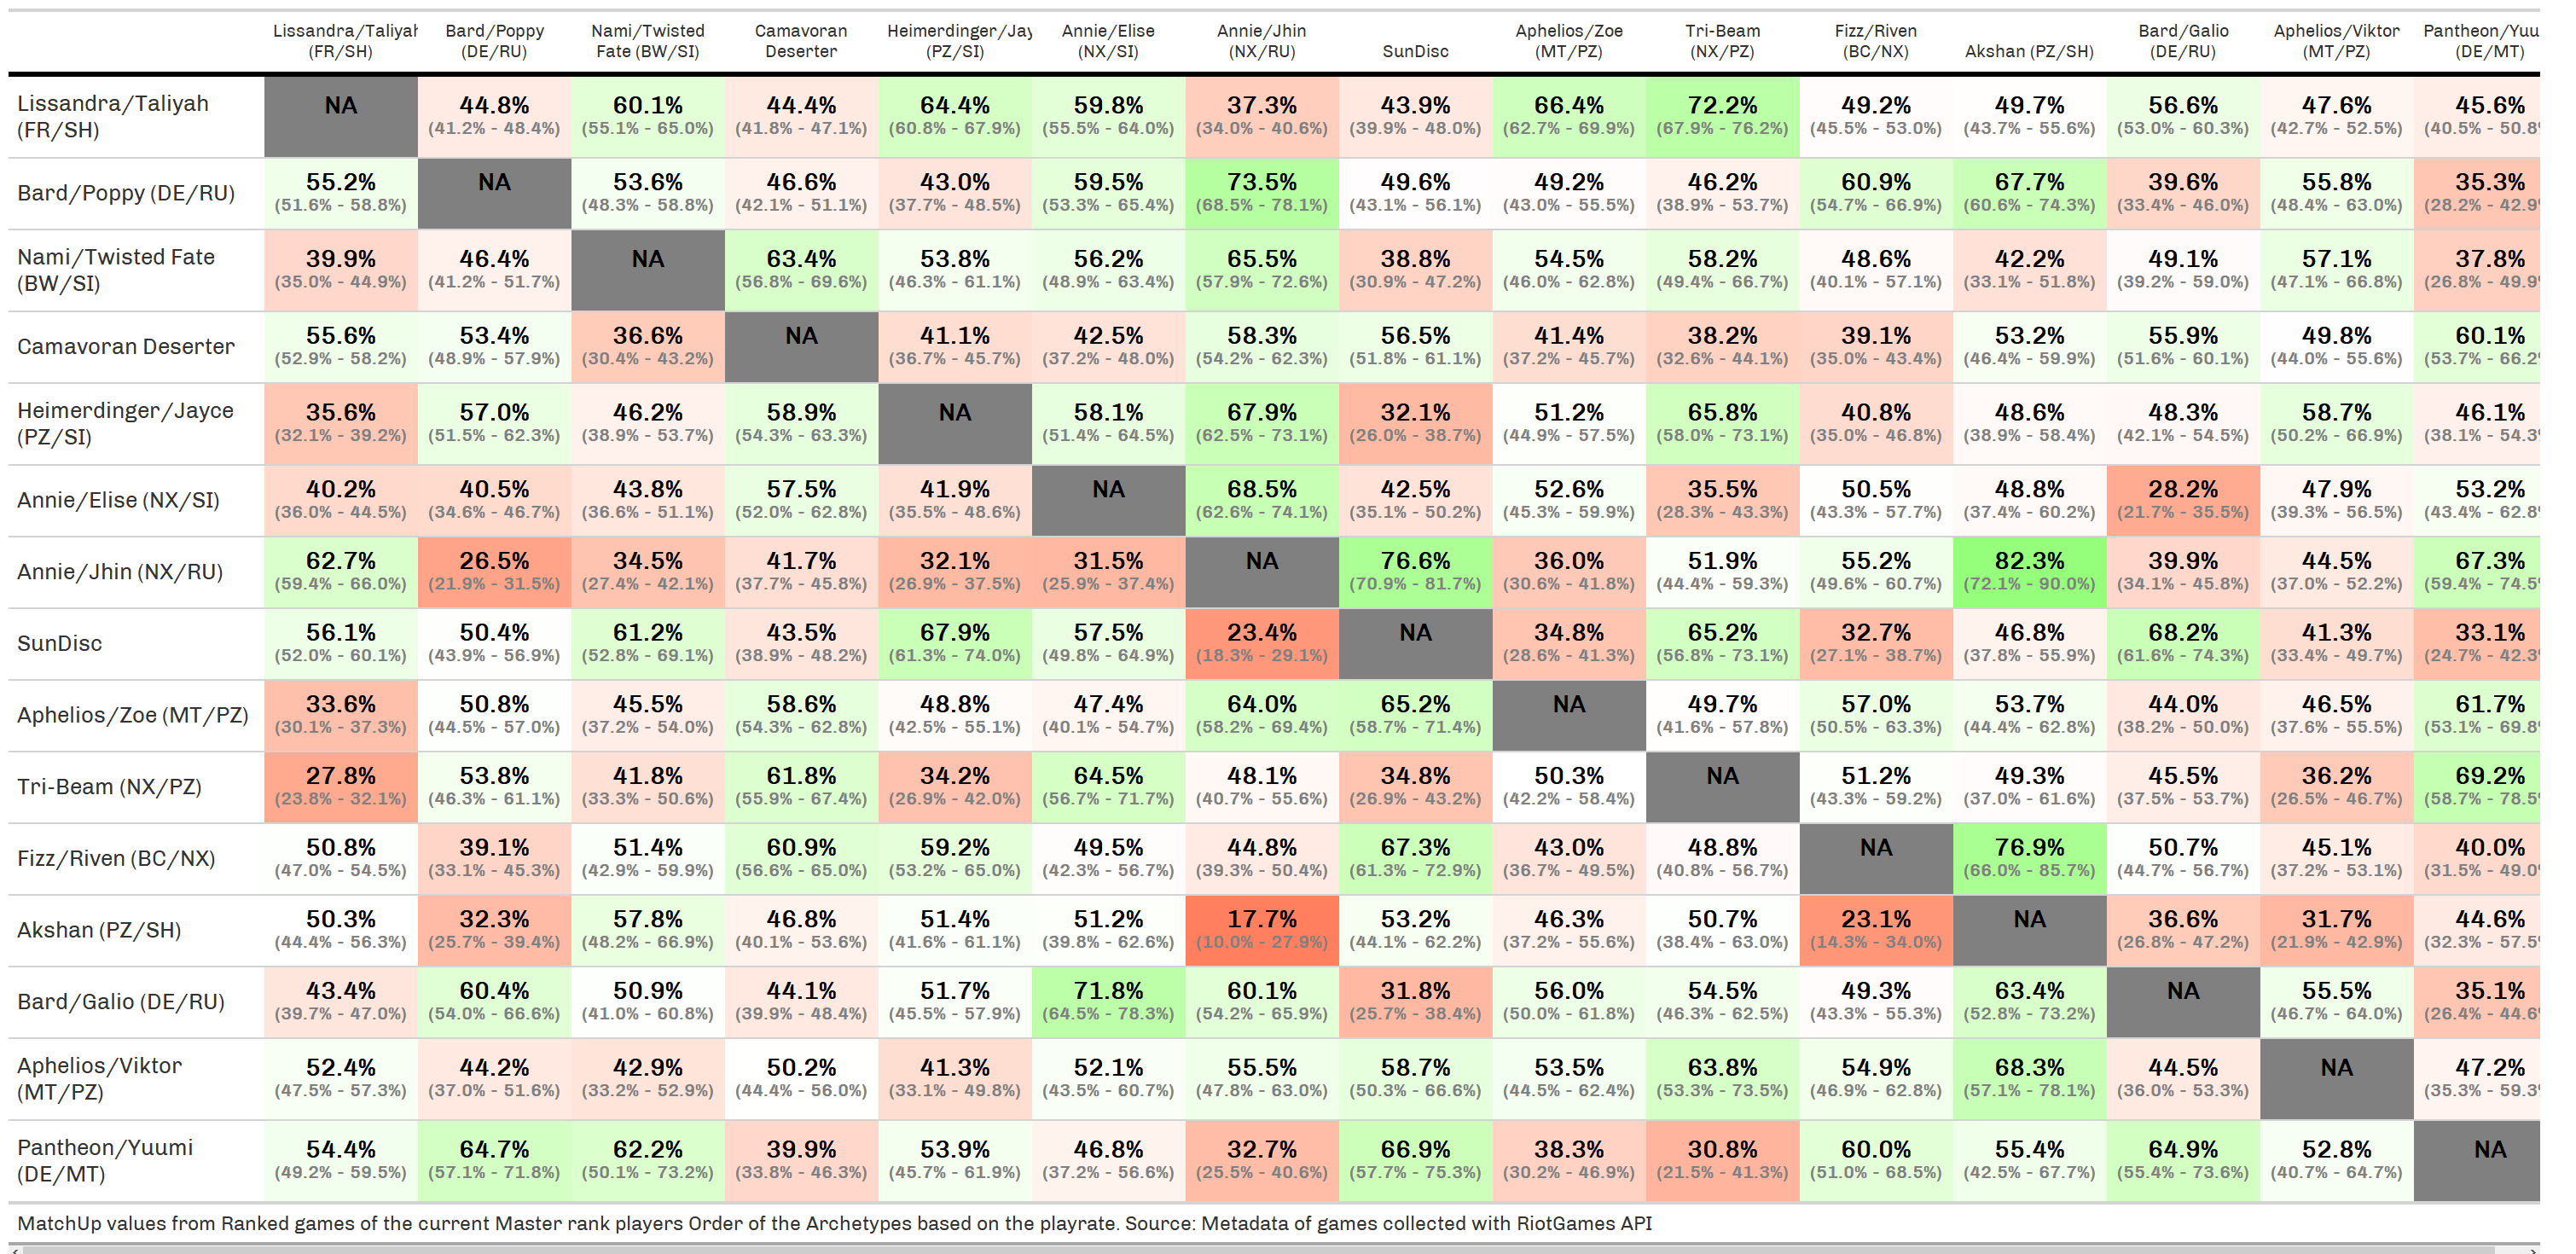 Lissandra/Taliyah Bard/Poppy Nami/Twisted Camavoran Heimerdinger/Jay Annie/Elise Annie/Jhin Aphelios/Zoe Tri-Beam Fizz/Riven Bard/Galio Aphelios/Viktor Pantheon/Yuu
(FR/SH) (DE/RU) Fate (BW/SI) Deserter (PZ/SI) (NX/SI) (NX/RU) SunDisc (MT/PZ) (NX/PZ) (BC/NX) Akshan (PZ/SH) (DE/RU) (MT/PZ) (DE/MT)
Lissandra/Taliyah NA 44.8% 60.1% 44.4% 64.4% 59.8% 37.3% 43.9% 66.4% 72.2% 49.2% 49.7% 56.6% 47.6% 45.6%
(FR/SH) (41.2% - 48.4%) (55.1% - 65.0%) (41.8% - 47.1%) (60.8% - 67.9%) (55.5% - 64.0%) (34.0% - 40.6%) (39.9% - 48.0%) (62.7% - 69.9%) (67.9% - 76.2%) (45.5% - 53.0%) (43.7% - 55.6%) (53.0% - 60.3%) (42.7% - 52.5%) (40.5% - 50.8
Bard/Poppy (DE/RU) 55.2% NA 53.6% 46.6% 43.0% 59.5% 73.5% 49.6% 49.2% 46.2% 60.9% 67.7% 39.6% 55.8% 35.3%
(51.6% - 58.8%) (48.3% - 58.8%) (42.1% - 51.1%) (37.7% - 48.5%) (53.3% - 65.4%) (68.5% - 78.1%) (43.1% - 56.1%) (43.0% - 55.5%) (38.9% - 53.7%) (54.7% - 66.9%) (60.6% - 74.3%) (33.4% - 46.0%) (48.4% - 63.0%) (28.2% - 42.9
Nami/Twisted Fate 39.9% 46.4% NA 63.4% 53.8% 56.2% 65.5% 38.8% 54.5% 58.2% 48.6% 42.2% 49.1% 57.1% 37.8%
(BW/SI) (35.0% - 44.9%) (41.2% - 51.7%) (56.8% - 69.6%) (46.3% - 61.1%) (48.9% - 63.4%) (57.9% - 72.6%) (30.9% - 47.2%) (46.0% - 62.8%) (49.4% - 66.7%) (40.1% - 57.1%) (33.1% - 51.8%) (39.2% - 59.0%) (47.1% - 66.8%) (26.8% - 49.9
Camavoran Deserter 55.6% 53.4% 36.6% NA 41.1% 42.5% 58.3% 56.5% 41.4% 38.2% 39.1% 53.2% 55.9% 49.8% 60.1%
(52.9% - 58.2%) (48.9% - 57.9%) (30.4% - 43.2%) (36.7% - 45.7%) (37.2% - 48.0%) (54.2% - 62.3%) (51.8% - 61.1%) (37.2% - 45.7%) (32.6% - 44.1%) (35.0% - 43.4%) (46.4% - 59.9%) (51.6% - 60.1%) (44.0% - 55.6%) (53.7% - 66.2
Heimerdinger/Jayce 35.6% 57.0% 46.2% 58.9% NA 58.1% 67.9% 32.1% 51.2% 65.8% 40.8% 48.6% 48.3% 58.7% 46.1%
(PZ/SI) (32.1% - 39.2%) (51.5% - 62.3%) (38.9% - 53.7%) (54.3% - 63.3%) (51.4% - 64.5%) (62.5% - 73.1%) (26.0% - 38.7%) (44.9% - 57.5%) (58.0% - 73.1%) (35.0% - 46.8%) (38.9% - 58.4%) (42.1% - 54.5%) (50.2% - 66.9%) (38.1% - 54.3
Annie/Elise (NX/SI) 40.2% 40.5% 43.8% 57.5% 41.9% NA 68.5% 42.5% 52.6% 35.5% 50.5% 48.8% 28.2% 47.9% 53.2%
(36.0% - 44.5%) (34.6% - 46.7%) (36.6% - 51.1%) (52.0% - 62.8%) (35.5% - 48.6%) (62.6% - 74.1%) (35.1% - 50.2%) (45.3% - 59.9%) (28.3% - 43.3%) (43.3% - 57.7%) (37.4% - 60.2%) (21.7% - 35.5%) (39.3% - 56.5%) (43.4% - 62.8
Annie/Jhin (NX/RU) 62.7% 26.5% 34.5% 41.7% 32.1% 31.5% NA 76.6% 36.0% 51.9% 55.2% 82.3% 39.9% 44.5% 67.3%
(59.4% - 66.0%) (21.9% - 31.5%) (27.4% - 42.1%) (37.7% - 45.8%) (26.9% - 37.5%) (25.9% - 37.4%) (70.9% - 81.7%) (30.6% - 41.8%) (44.4% - 59.3%) (49.6% - 60.7%) (72.1% - 90.0%) (34.1% - 45.8%) (37.0% - 52.2%) (59.4% - 74.5
SunDisc 56.1% 50.4% 61.2% 43.5% 67.9% 57.5% 23.4% NA 34.8% 65.2% 32.7% 46.8% 68.2% 41.3% 33.1%
(52.0% - 60.1%) (43.9% - 56.9%) (52.8% - 69.1%) (38.9% - 48.2%) (61.3% - 74.0%) (49.8% - 64.9%) (18.3% - 29.1%) (28.6% - 41.3%) (56.8% - 73.1%) (27.1% - 38.7%) (37.8% - 55.9%) (61.6% - 74.3%) (33.4% - 49.7%) (24.7% - 42.3
Aphelios/Zoe (MT/PZ) 33.6% 50.8% 45.5% 58.6% 48.8% 47.4% 64.0% 65.2% NA 49.7% 57.0% 53.7% 44.0% 46.5% 61.7%
(30.1% - 37.3%) (44.5% - 57.0%) (37.2% - 54.0%) (54.3% - 62.8%) (42.5% - 55.1%) (40.1% - 54.7%) (58.2% - 69.4%) (58.7% - 71.4%) (41.6% - 57.8%) (50.5% - 63.3%) (44.4% - 62.8%) (38.2% - 50.0%) (37.6% - 55.5%) (53.1% - 69.8
Tri-Beam (NX/PZ) 27.8% 53.8% 41.8% 61.8% 34.2% 64.5% 48.1% 34.8% 50.3% NA 51.2% 49.3% 45.5% 36.2% 69.2%
(23.8% - 32.1%) (46.3% - 61.1%) (33.3% - 50.6%) (55.9% - 67.4%) (26.9% - 42.0%) (56.7% - 71.7%) (40.7% - 55.6%) (26.9% - 43.2%) (42.2% - 58.4%) (43.3% - 59.2%) (37.0% - 61.6%) (37.5% - 53.7%) (26.5% - 46.7%) (58.7% - 78.5
Fizz/Riven (BC/NX) 50.8% 39.1% 51.4% 60.9% 59.2% 49.5% 44.8% 67.3% 43.0% 48.8% NA 76.9% 50.7% 45.1% 40.0%
(47.0% - 54.5%) (33.1% - 45.3%) (42.9% - 59.9%) (56.6% - 65.0%) (53.2% - 65.0%) (42.3% - 56.7%) (39.3% - 50.4%) (61.3% - 72.9%) (36.7% - 49.5%) (40.8% - 56.7%) (66.0% - 85.7%) (44.7% - 56.7%) (37.2% - 53.1%) (31.5% - 49.0
Akshan (PZ/SH) 50.3% 32.3% 57.8% 46.8% 51.4% 51.2% 17.7% 53.2% 46.3% 50.7% 23.1% NA 36.6% 31.7% 44.6%
(44.4% - 56.3%) (25.7% - 39.4%) (48.2% - 66.9%) (40.1% - 53.6%) (41.6% - 61.1%) (39.8% - 62.6%) (10.0% - 27.9%) (44.1% - 62.2%) (37.2% - 55.6%) (38.4% - 63.0%) (14.3% - 34.0%) (26.8% - 47.2%) (21.9% - 42.9%) (32.3% - 57.5
Bard/Galio (DE/RU) 43.4% 60.4% 50.9% 44.1% 51.7% 71.8% 60.1% 31.8% 56.0% 54.5% 49.3% 63.4% NA 55.5% 35.1%
(39.7% - 47.0%) (54.0% - 66.6%) (41.0% - 60.8%) (39.9% - 48.4%) (45.5% - 57.9%) (64.5% - 78.3%) (54.2% - 65.9%) (25.7% - 38.4%) (50.0% - 61.8%) (46.3% - 62.5%) (43.3% - 55.3%) (52.8% - 73.2%) (46.7% - 64.0%) (26.4% - 44.6
Aphelios/Viktor 52.4% 44.2% 42.9% 50.2% 41.3% 52.1% 55.5% 58.7% 53.5% 63.8% 54.9% 68.3% 44.5% NA 47.2%
(MT/PZ) (47.5% - 57.3%) (37.0% - 51.6%) (33.2% - 52.9%) (44.4% - 56.0%) (33.1% - 49.8%) (43.5% - 60.7%) (47.8% - 63.0%) (50.3% - 66.6%) (44.5% - 62.4%) (53.3% - 73.5%) (46.9% - 62.8%) (57.1% - 78.1%) (36.0% - 53.3%) (35.3% - 59.3
Pantheon/Yuumi 54.4% 64.7% 62.2% 39.9% 53.9% 46.8% 32.7% 66.9% 38.3% 30.8% 60.0% 55.4% 64.9% 52.8% NA
(DE/MT) (49.2% - 59.5%) (57.1% - 71.8%) (50.1% - 73.2%) (33.8% - 46.3%) (45.7% - 61.9%) (37.2% - 56.6%) (25.5% - 40.6%) (57.7% - 75.3%) (30.2% - 46.9%) (21.5% - 41.3%) (51.0% - 68.5%) (42.5% - 67.7%) (55.4% - 73.6%) (40.7% - 64.7%)
MatchUp values from Ranked games of the current Master rank players Order of the Archetypes based on the playrate. Source: Metadata of games collected with RiotGames API